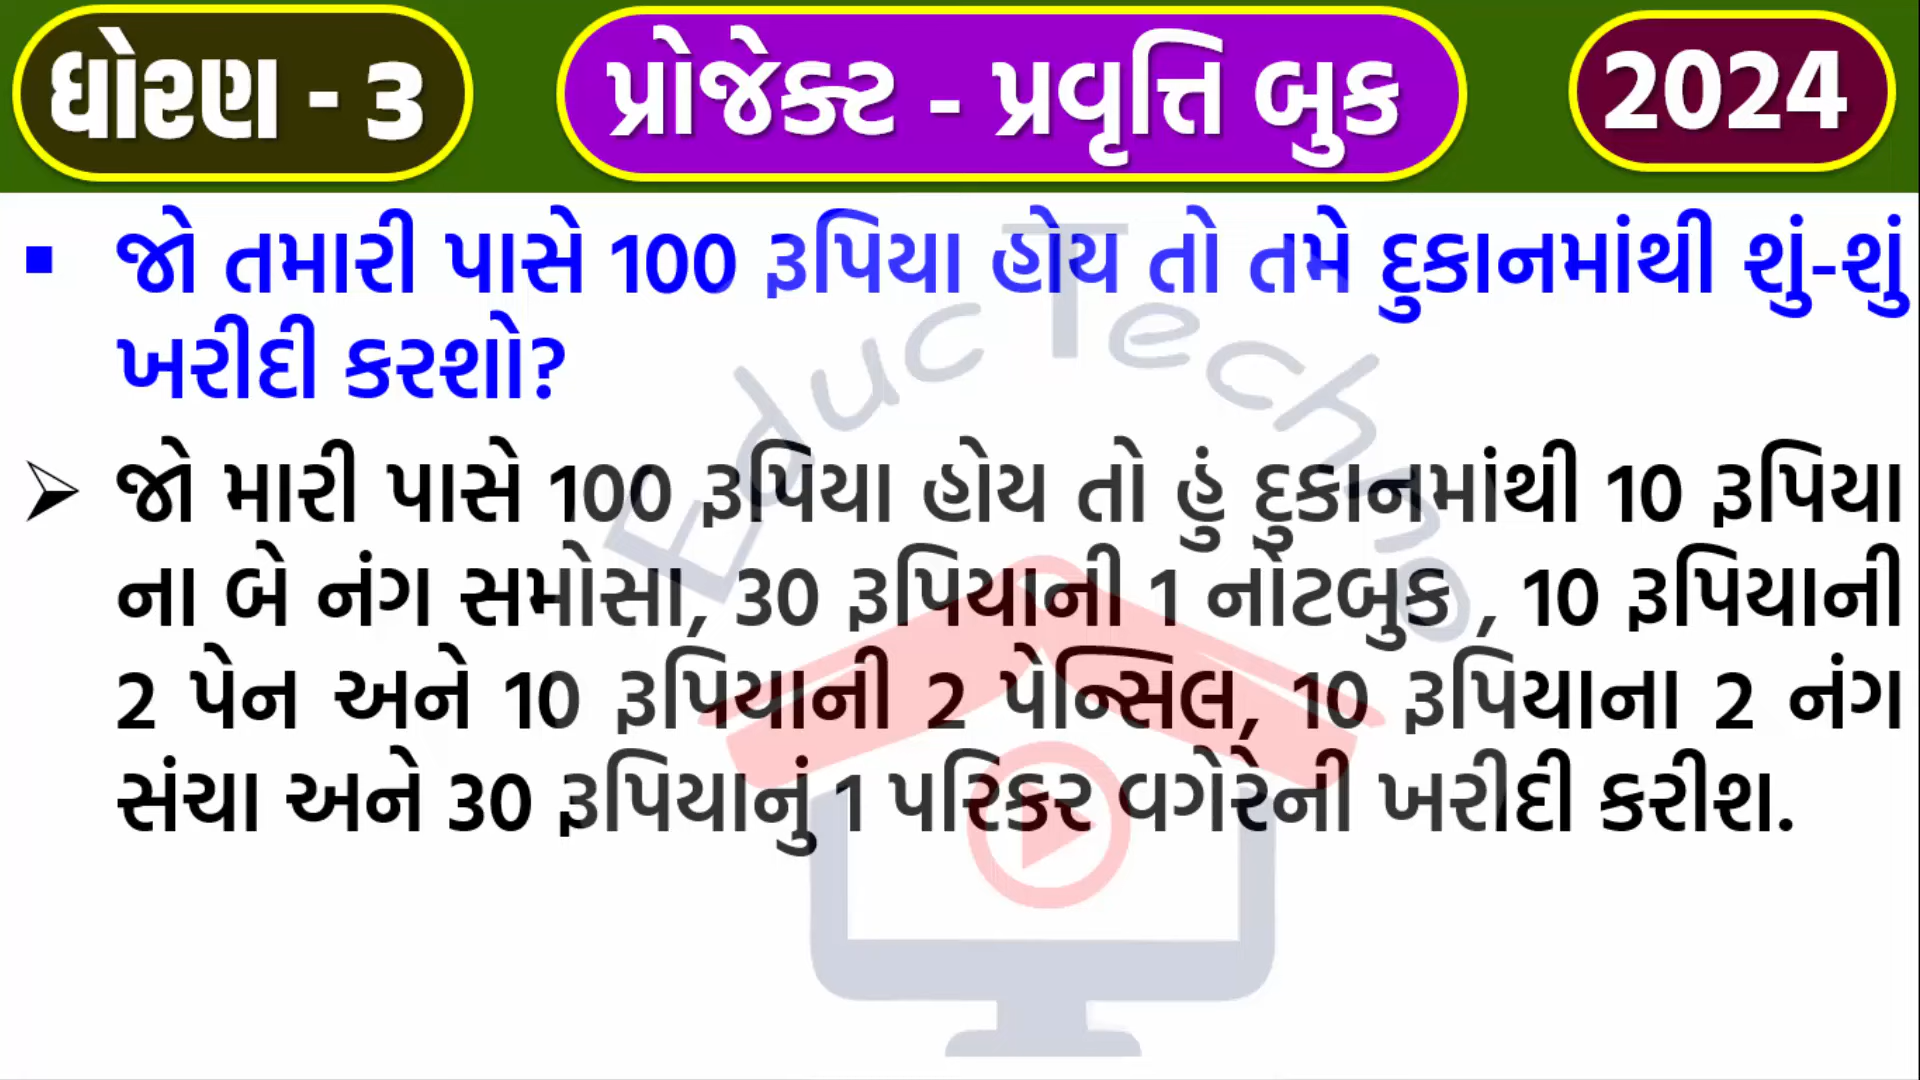 ધોરણ - 3
પ્રોજેક્ટ - પ્રવૃત્તિ બુક
2024
જો તમારી પાસે 100 રૂપિયા હોય તો તમે દુકાનમાંથી શું-શું
ખરીદી કરશો?
જો મારી પાસે 100 રૂપિયા હોય તો હું દુકાનમાંથી 10 રૂપિયા
ના બે નંગ સમોસા, 30 રૂપિયાની 1 નોટબુક , 10 રૂપિયાની
2 પેન અને 10 રૂપિયાની 2 પેન્સિલ, 10 રૂપિયાના 2 નંગ
સંચા અને 30 રૂપિયાનું 1 પરિકર વગેરેની ખરીદી કરીશ.
EducTechno